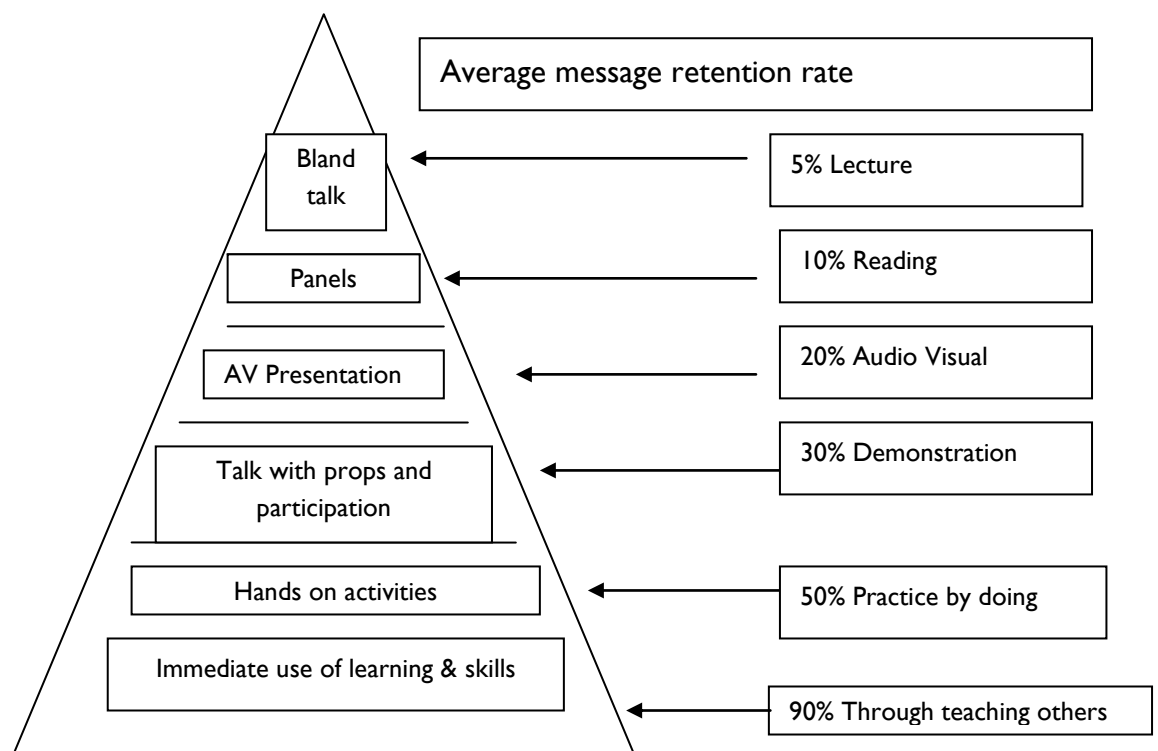 Average message retention rate
Bland
talk
5% Lecture
Panels
10% Reading
AV Presentation
20% Audio Visual
Talk with props and
participation
30% Demonstration
Hands on activities
50% Practice by doing
Immediate use of learning & skills
90% Through teaching others